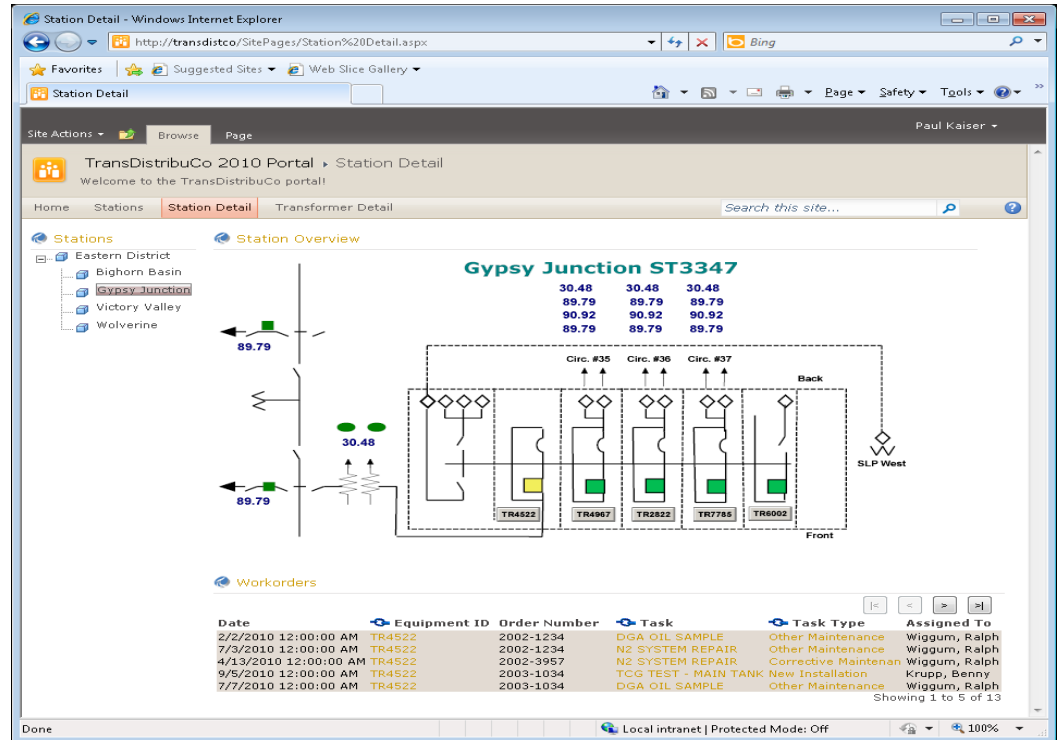 Station Detail - Windows Internet Explorer
http://transdistco/SitePages/Station%20Detail.aspx
Bing
Favorites
Suggested Sites
Web Slice Gallery
Station Detail
Page
Safety
Tools
Paul Kaiser
Site Actions
Browse
Page
TransDistribuCo 2010 Portal
Station Detail
Welcome to the TransDistribuCo portal!
Home
Stations
Station Detail
Transformer Detail
Search this site...
Stations
Eastern District
Bighorn Basin
Gypsy Junction
Victory Valley
Wolverine
Station Overview
Gypsy Junction ST3347
30.48 30.48 30.48
89.79 89.79 89.79
90.92 90.92 90.92
89.79 89.79 89.79
89.79
Circ. #35 Circ. #36 Circ. #37
Back
30.48
SLP West
89.79
TR4522 TR4967 TR2822 TR7785 TR6002
Front
Workorders
|< < > >|
Date Equipment ID Order Number Task Task Type Assigned To
2/2/2010 12:00:00 AM TR4522 2002-1234 DGA OIL SAMPLE Other Maintenance Wiggum, Ralph
7/3/2010 12:00:00 AM TR4522 2002-1234 N2 SYSTEM REPAIR Other Maintenance Wiggum, Ralph
4/13/2010 12:00:00 AM TR4522 2002-3957 N2 SYSTEM REPAIR Corrective Maintenan Wiggum, Ralph
9/5/2010 12:00:00 AM TR4522 2003-1034 TCG TEST - MAIN TANK New Installation Krupp, Benny
7/7/2010 12:00:00 AM TR4522 2003-1034 DGA OIL SAMPLE Other Maintenance Wiggum, Ralph
Showing 1 to 5 of 13
Done
Local intranet | Protected Mode: Off
100%